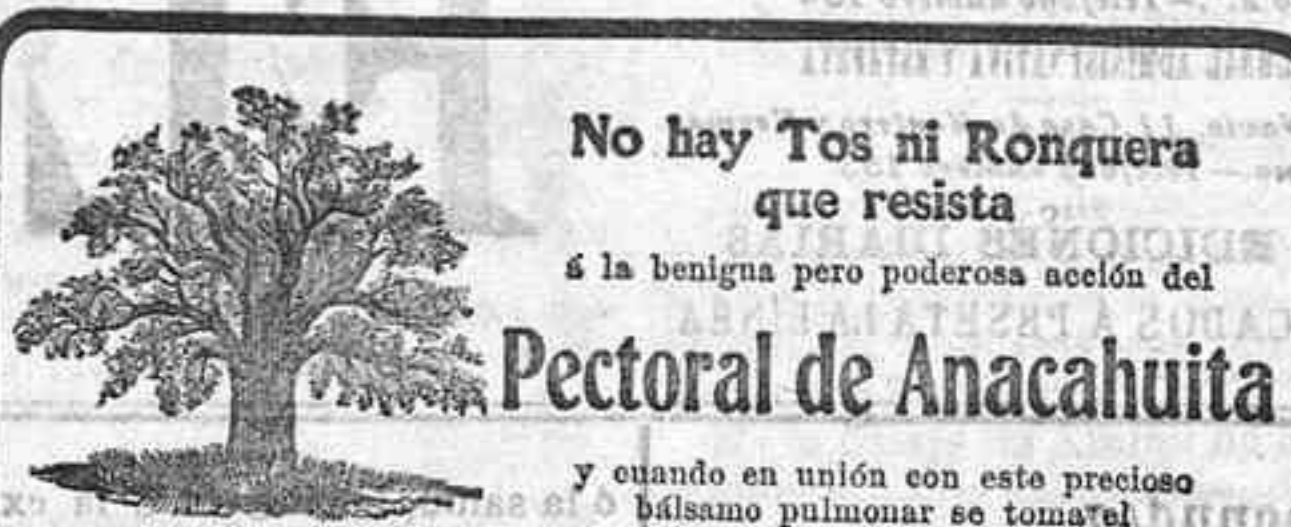 No hay Tos ni Ronquera
que resista
á la benigna pero poderosa acción del
Pectoral de Anacahuita
y cuando en unión con este precioso
bálsamo pulmonar se toma el